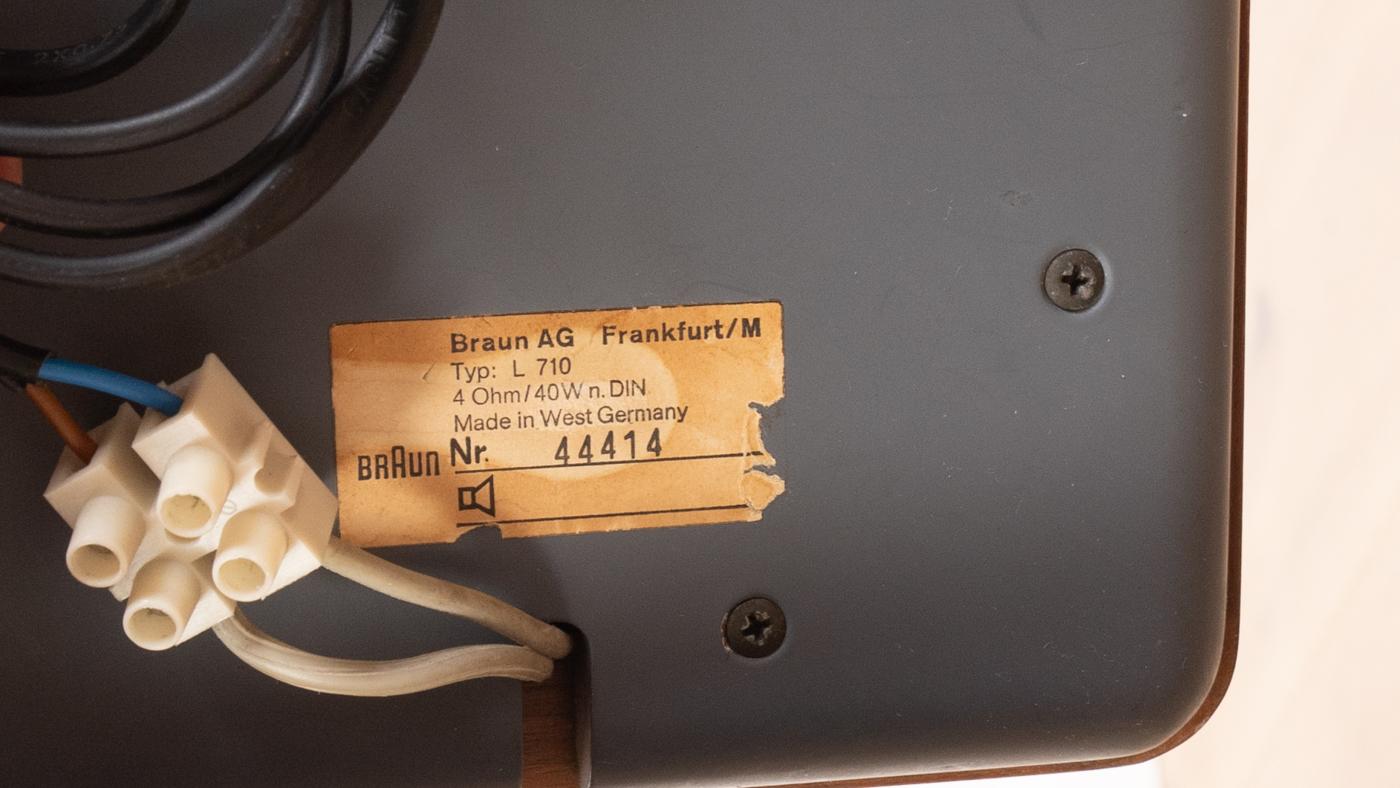 Braun AG Frankfurt/M
Typ: L 710
4 Ohm/40W n. DIN
Made in West Germany
BRAUN Nr. 44414